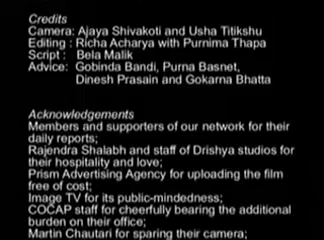 Credits
Camera: Ajaya Shivakoti and Usha Titikshu
Editing : Richa Acharya with Purnima Thapa
Script :   Bela Malik
Advice:  Gobinda Bandi, Purna Basnet,
Dinesh Prasain and Gokarna Bhatta
Acknowledgements
Members and supporters of our network for their
daily reports;
Rajendra Shalabh and staff of Drishya studios for
their hospitality and love;
Prism Advertising Agency for uploading the film
free of cost;
Image TV for its public-mindedness;
COCAP staff for cheerfully bearing the additional
burden on their office;
Martin Chautari for sparing their camera;